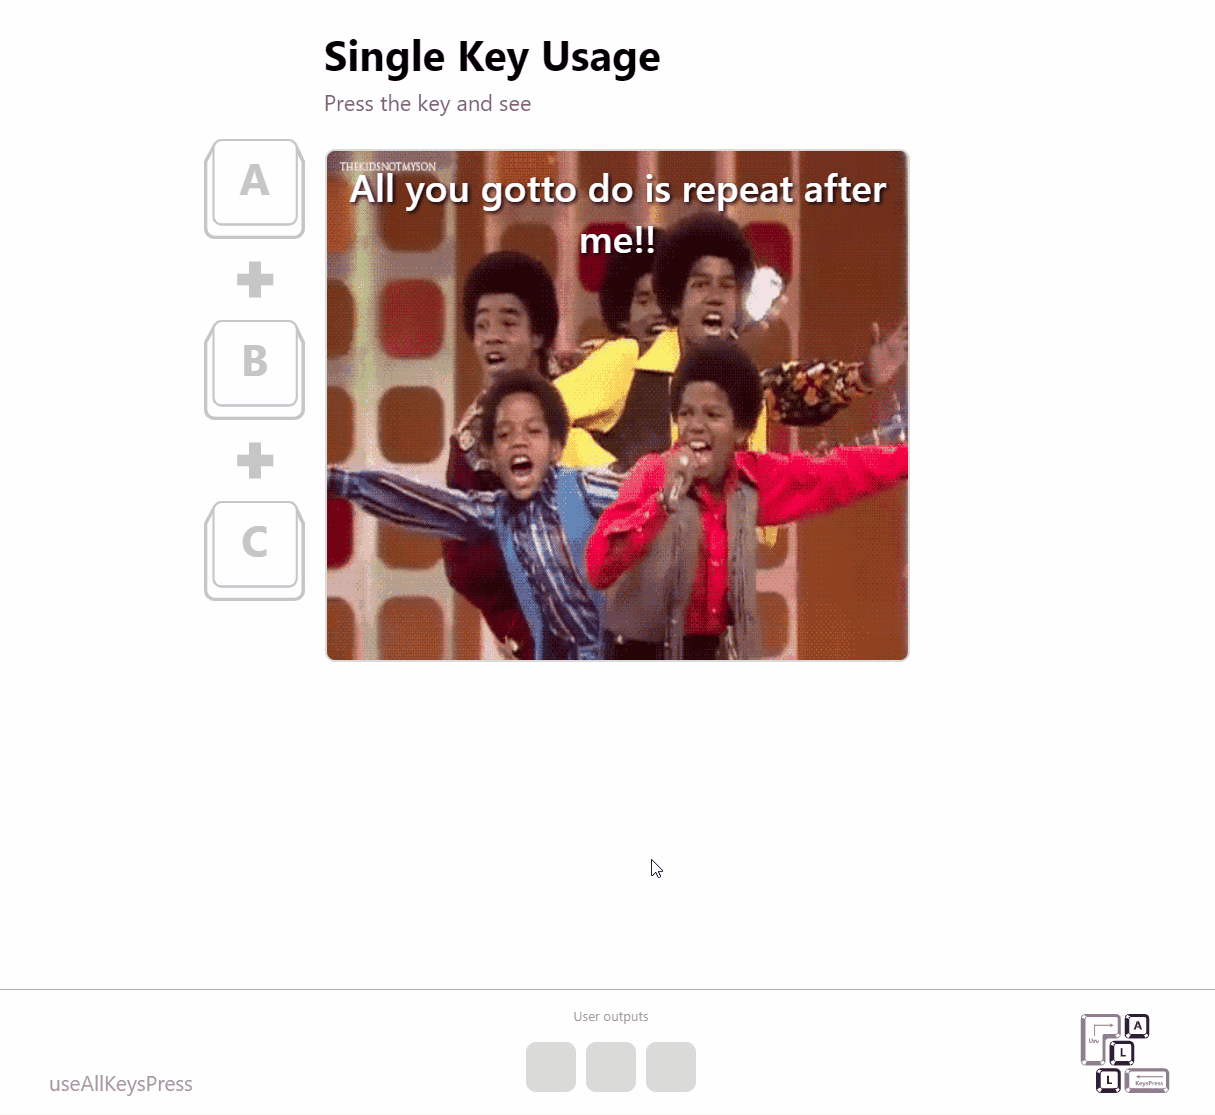 Single Key Usage
Press the key and see
A
THEKIDSNOTMYSON
All you gotto do is repeat after
me!!
B
C
User outputs
useAllKeysPress
Use
A
L
L
KeysPress